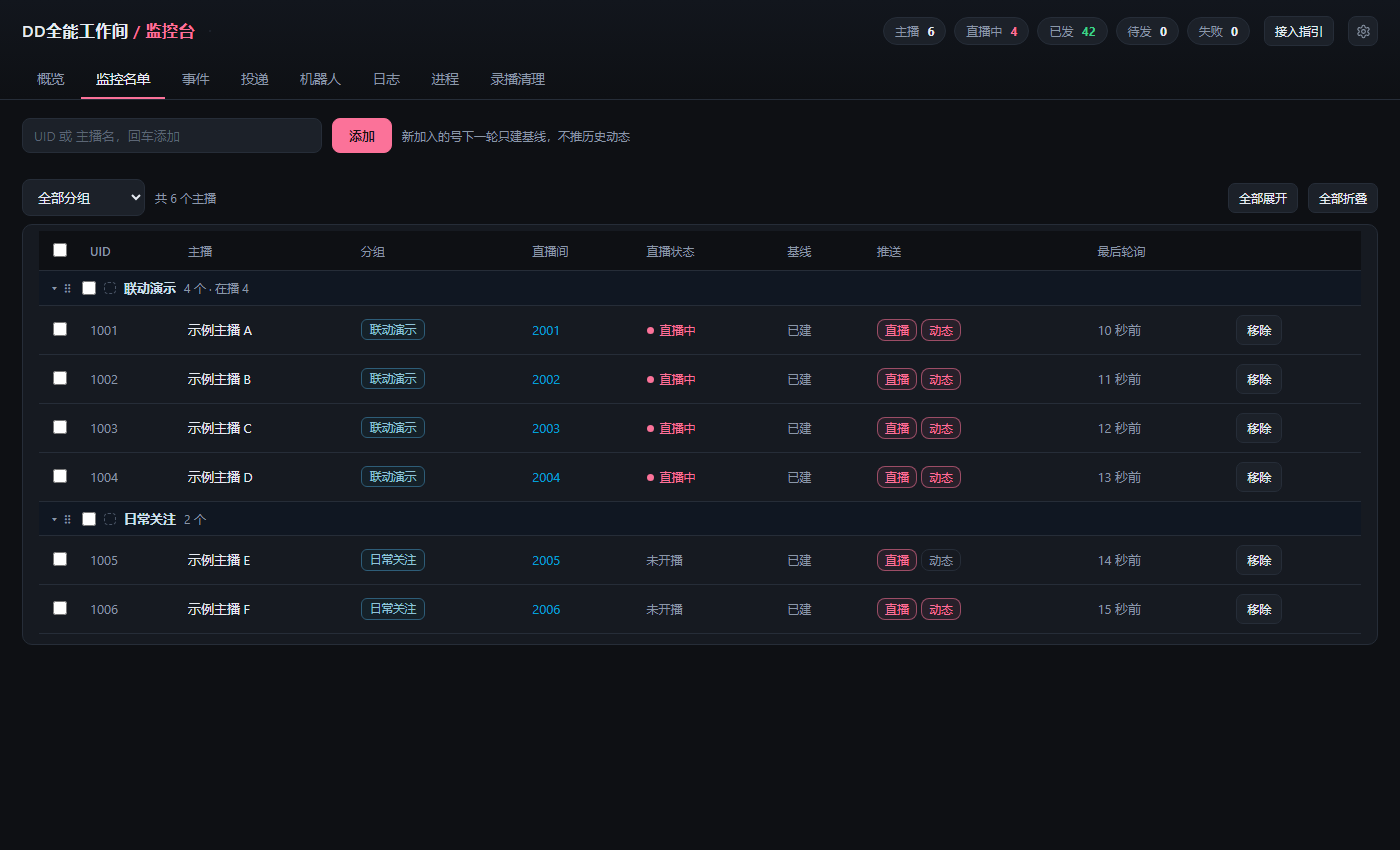 DD全能工作间 / 监控台
主播 6 直播中 4 已发 42 待发 0 失败 0 接入指引
概览 监控名单 事件 投递 机器人 日志 进程 录播清理
UID 或 主播名，回车添加 添加 新加入的号下一轮只建基线，不推历史动态
全部分组 共 6 个主播 全部展开 全部折叠
UID 主播 分组 直播间 直播状态 基线 推送 最后轮询
联动演示 4 个 · 在播 4
1001 示例主播 A 联动演示 2001 直播中 已建 直播 动态 10 秒前 移除
1002 示例主播 B 联动演示 2002 直播中 已建 直播 动态 11 秒前 移除
1003 示例主播 C 联动演示 2003 直播中 已建 直播 动态 12 秒前 移除
1004 示例主播 D 联动演示 2004 直播中 已建 直播 动态 13 秒前 移除
日常关注 2 个
1005 示例主播 E 日常关注 2005 未开播 已建 直播 动态 14 秒前 移除
1006 示例主播 F 日常关注 2006 未开播 已建 直播 动态 15 秒前 移除